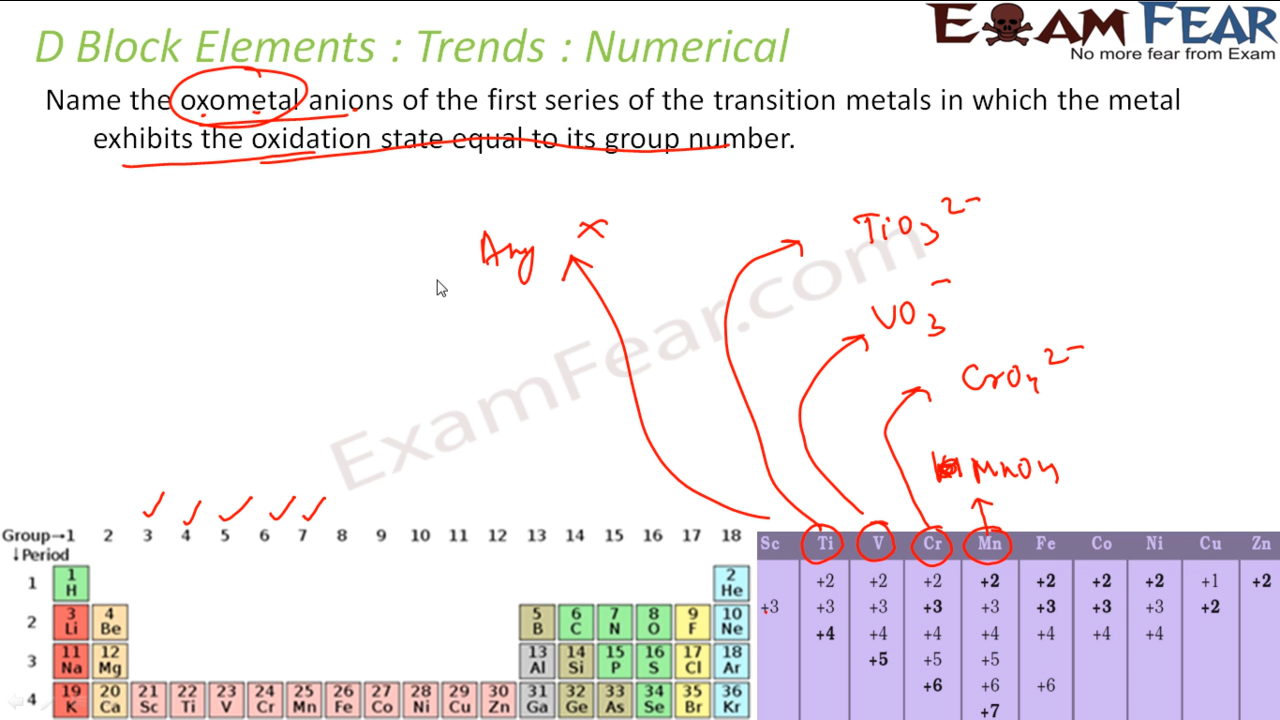 D Block Elements : Trends : Numerical
EXAM FEAR
No more fear from Exam
Name the oxometal anions of the first series of the transition metals in which the metal
exhibits the oxidation state equal to its group number.
ExamFear.com
x
TiO3 2-
VO3 -
CrO4 2-
MnO4
Group→1 2 3 4 5 6 7 8 9 10 11 12 13 14 15 16 17 18
↓Period
1 1 H 2 He
2 3 Li 4 Be 5 B 6 C 7 N 8 O 9 F 10 Ne
3 11 Na 12 Mg 13 Al 14 Si 15 P 16 S 17 Cl 18 Ar
4 19 K 20 Ca 21 Sc 22 Ti 23 V 24 Cr 25 Mn 26 Fe 27 Co 28 Ni 29 Cu 30 Zn 31 Ga 32 Ge 33 As 34 Se 35 Br 36 Kr
Sc Ti V Cr Mn Fe Co Ni Cu Zn
+2 +2 +2 +2 +2 +2 +2 +1 +2
+3 +3 +3 +3 +3 +3 +3 +3 +2
+4 +4 +4 +4 +4 +4 +4
+5 +5 +5
+6 +6 +6
+7